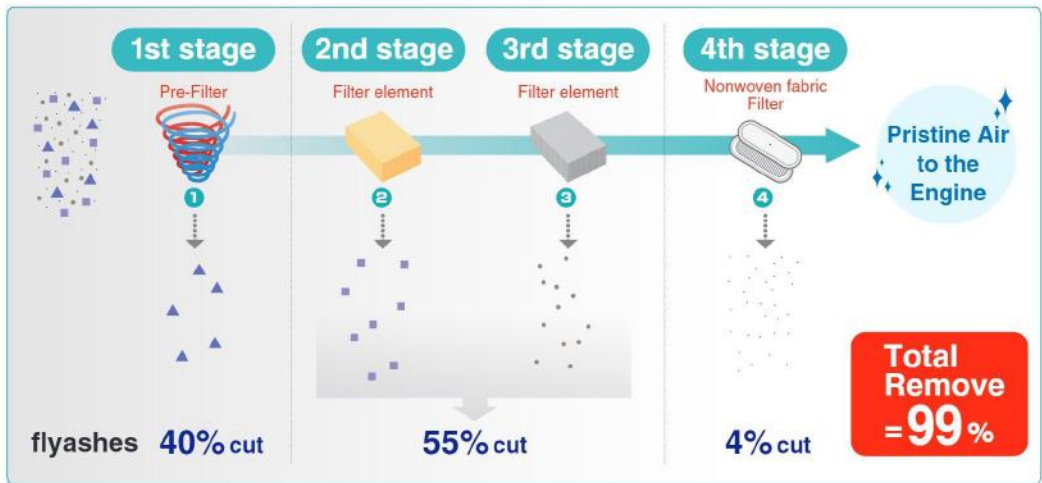 1st stage
2nd stage
3rd stage
4th stage
Pre-Filter
Filter element
Filter element
Nonwoven fabric
Filter
Pristine Air
to the
Engine
1
2
3
4
flyashes
40% cut
55% cut
4% cut
Total
Remove
= 99 %